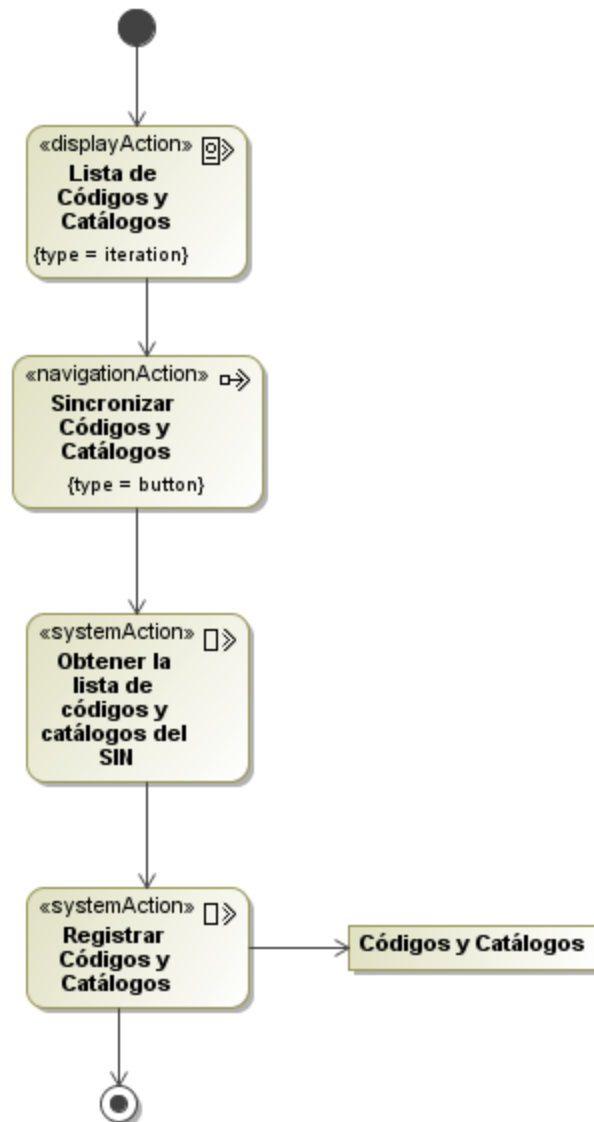 «displayAction»
Lista de
Códigos y
Catálogos
{type = iteration}
«navigationAction»
Sincronizar
Códigos y
Catálogos
{type = button}
«systemAction»
Obtener la
lista de
códigos y
catálogos del
SIN
«systemAction»
Registrar
Códigos y
Catálogos
Códigos y Catálogos